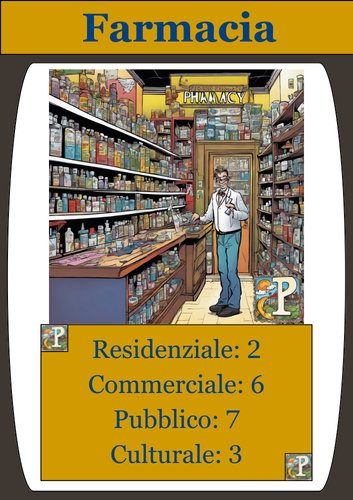 Farmacia
PHARMACY
P
P
Residenziale: 2
Commerciale: 6
Pubblico: 7
Culturale: 3
P